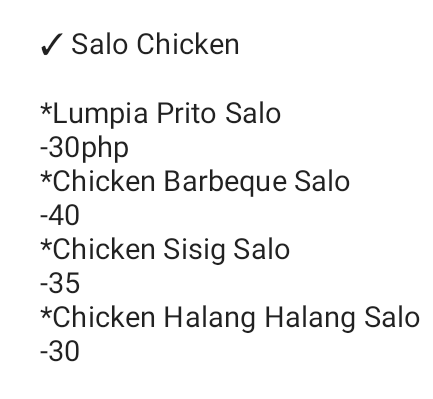 ✓ Salo Chicken
*Lumpia Prito Salo
-30php
*Chicken Barbeque Salo
-40
*Chicken Sisig Salo
-35
*Chicken Halang Halang Salo
-30